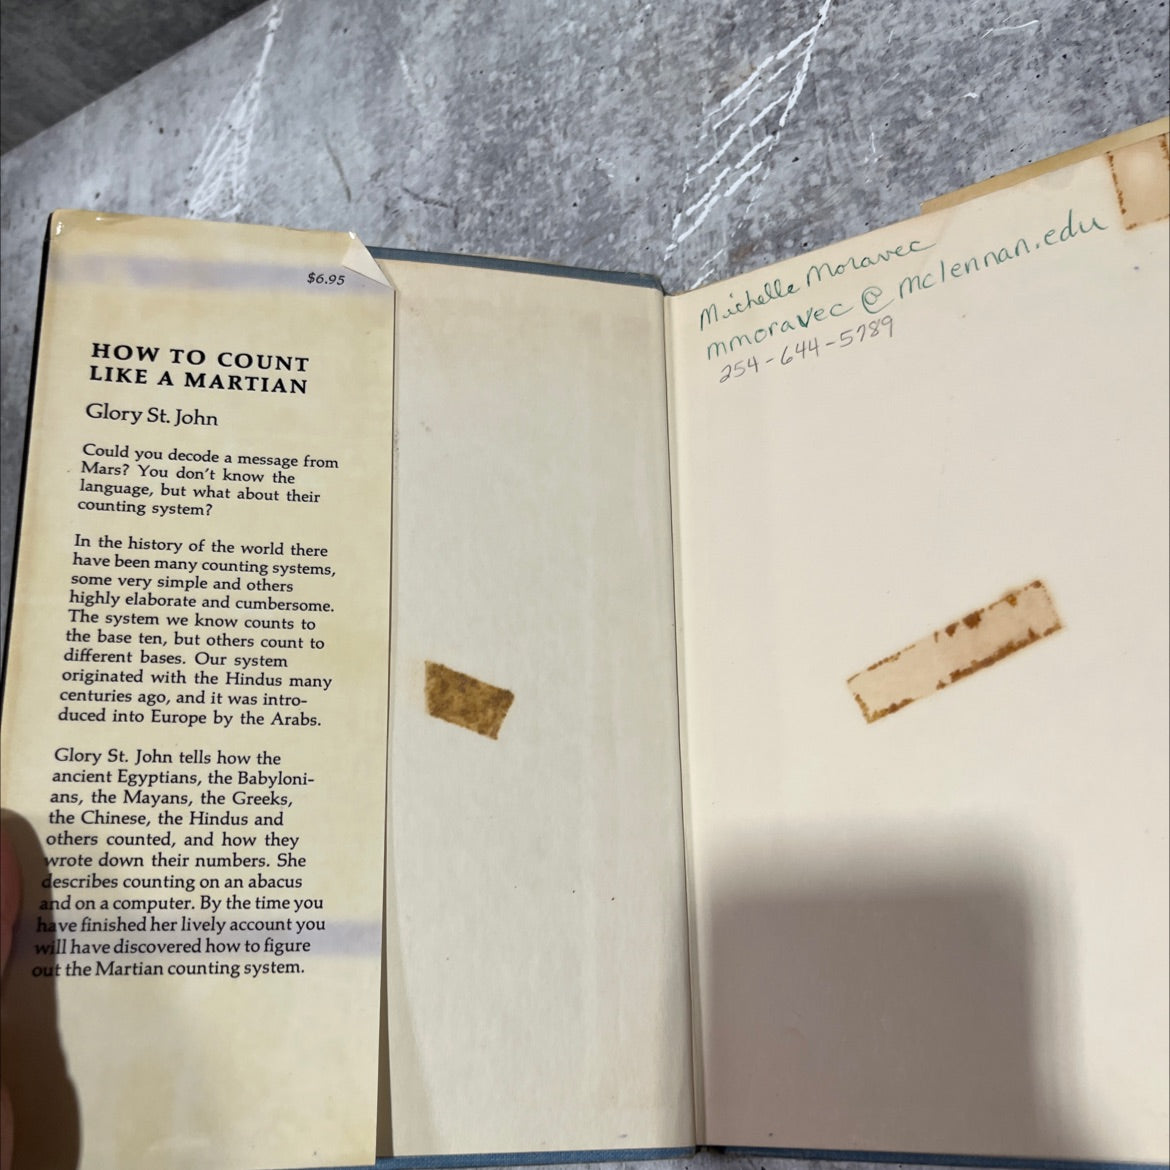 $6.95
HOW TO COUNT
LIKE A MARTIAN
Glory St. John
Could you decode a message from
Mars? You don't know the
language, but what about their
counting system?
In the history of the world there
have been many counting systems,
some very simple and others
highly elaborate and cumbersome.
The system we know counts to
the base ten, but others count to
different bases. Our system
originated with the Hindus many
centuries ago, and it was intro-
duced into Europe by the Arabs.
Glory St. John tells how the
ancient Egyptians, the Babyloni-
ans, the Mayans, the Greeks,
the Chinese, the Hindus and
others counted, and how they
wrote down their numbers. She
describes counting on an abacus
and on a computer. By the time you
have finished her lively account you
will have discovered how to figure
out the Martian counting system.
Michelle Moravec
mmoravec@mclennan.edu
254-644-5789